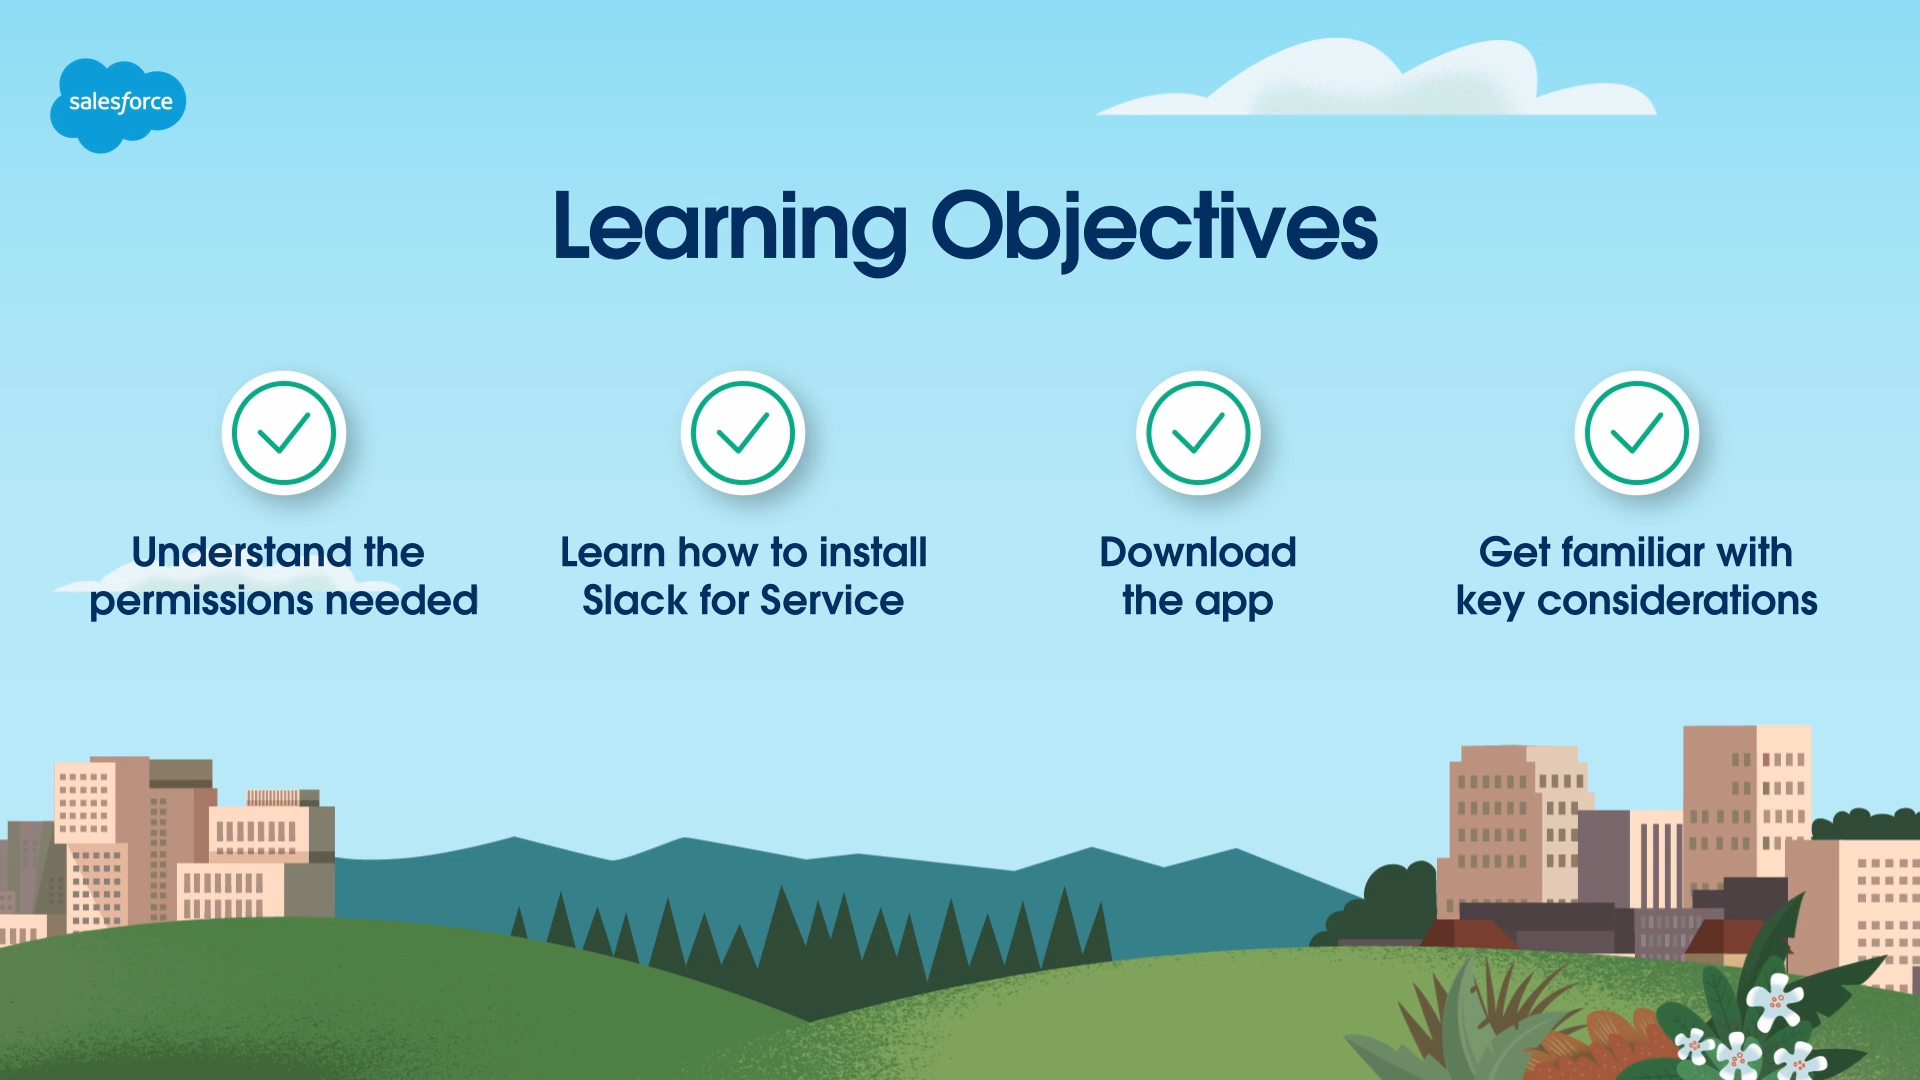 salesforce
Learning Objectives
Understand the
permissions needed
Learn how to install
Slack for Service
Download
the app
Get familiar with
key considerations